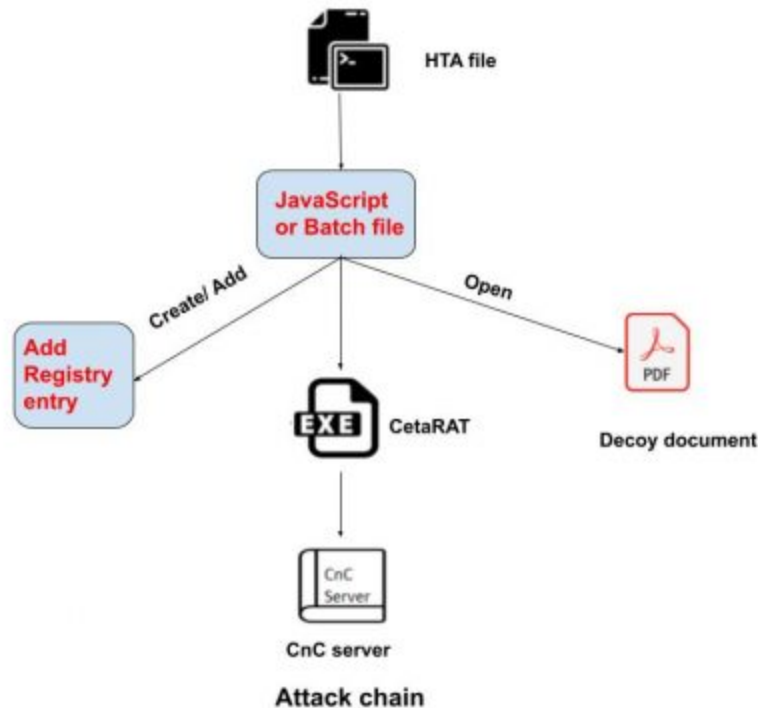 >_
HTA file
JavaScript
or Batch file
Create/ Add
Open
Add
Registry
entry
EXE
CetaRAT
PDF
Decoy document
CnC
Server
CnC server
Attack chain